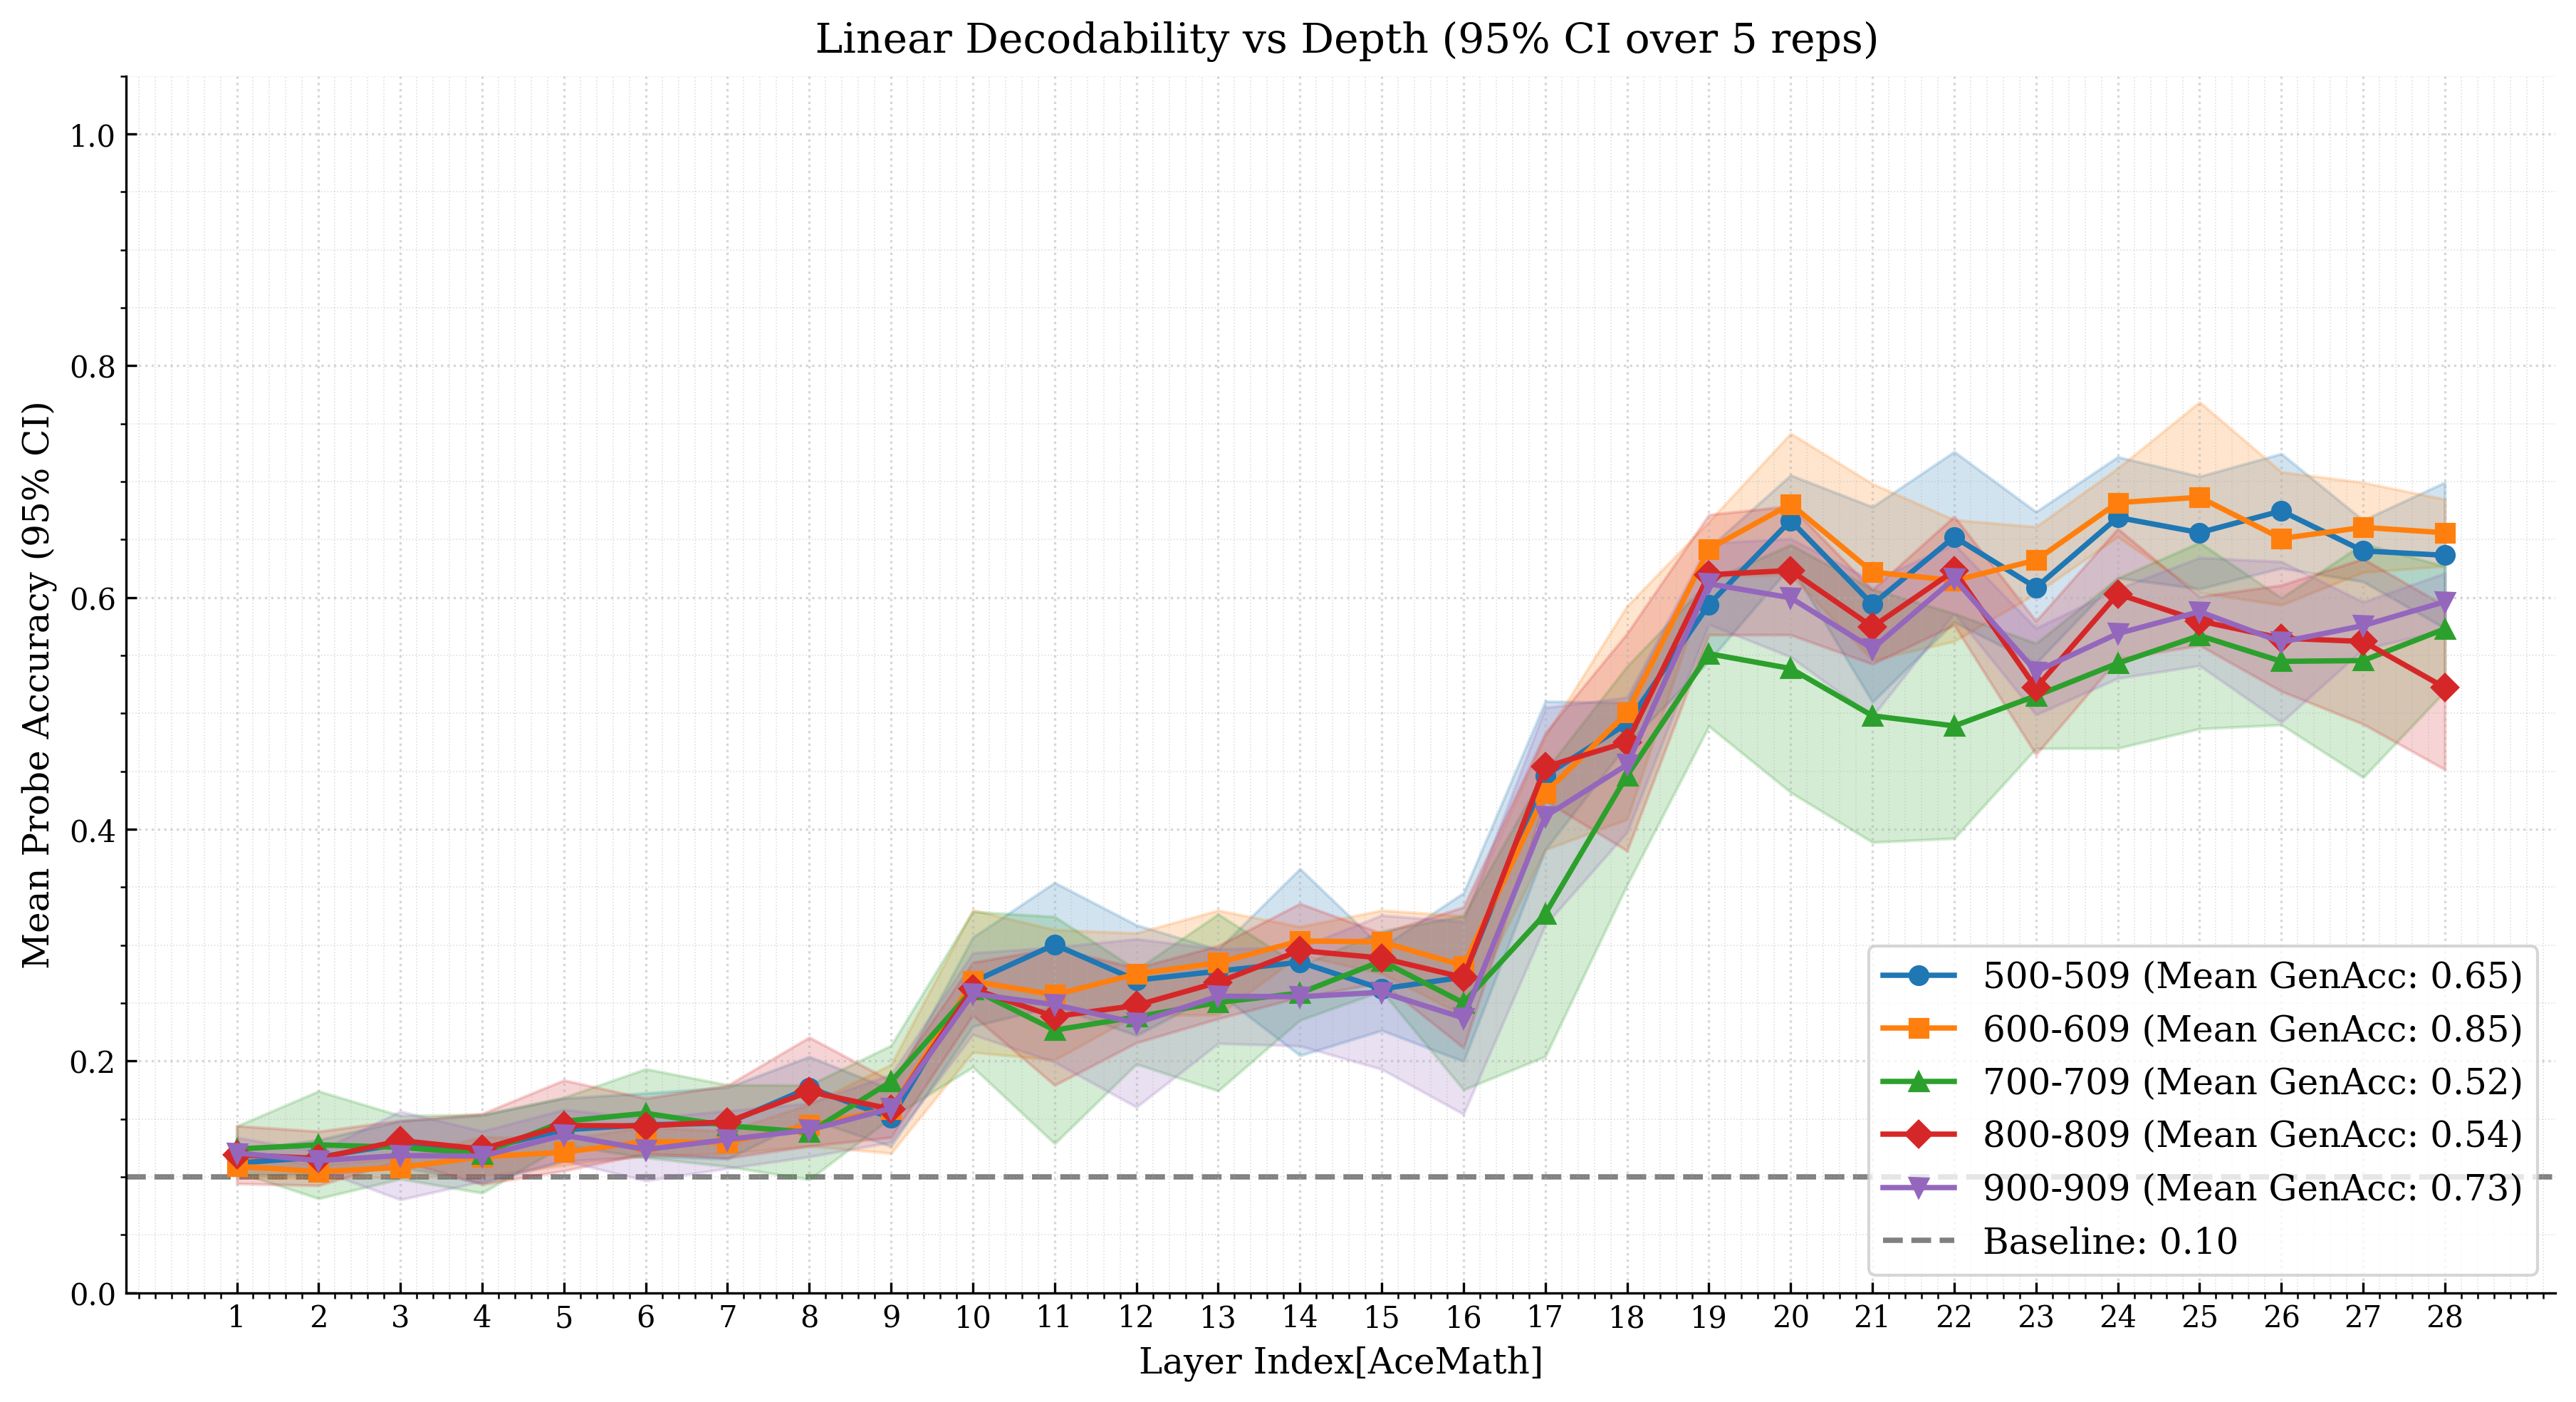 Linear Decodability vs Depth (95% CI over 5 reps)
Mean Probe Accuracy (95% CI)
1.0
0.8
0.6
0.4
0.2
0.0
500-509 (Mean GenAcc: 0.65)
600-609 (Mean GenAcc: 0.85)
700-709 (Mean GenAcc: 0.52)
800-809 (Mean GenAcc: 0.54)
900-909 (Mean GenAcc: 0.73)
Baseline: 0.10
1 2 3 4 5 6 7 8 9 10 11 12 13 14 15 16 17 18 19 20 21 22 23 24 25 26 27 28
Layer Index[AceMath]